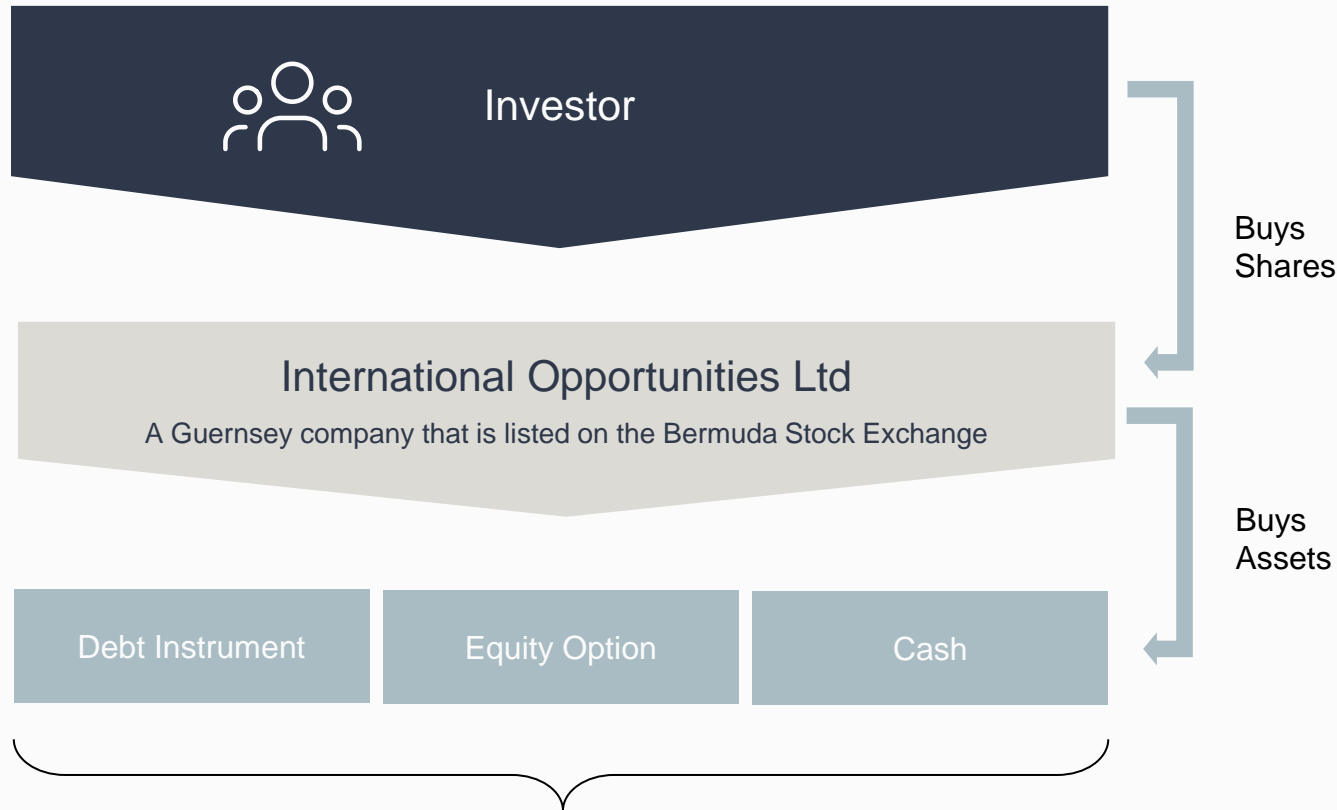 Investor
Buys
Shares
International Opportunities Ltd
A Guernsey company that is listed on the Bermuda Stock Exchange
Buys
Assets
Debt Instrument
Equity Option
Cash